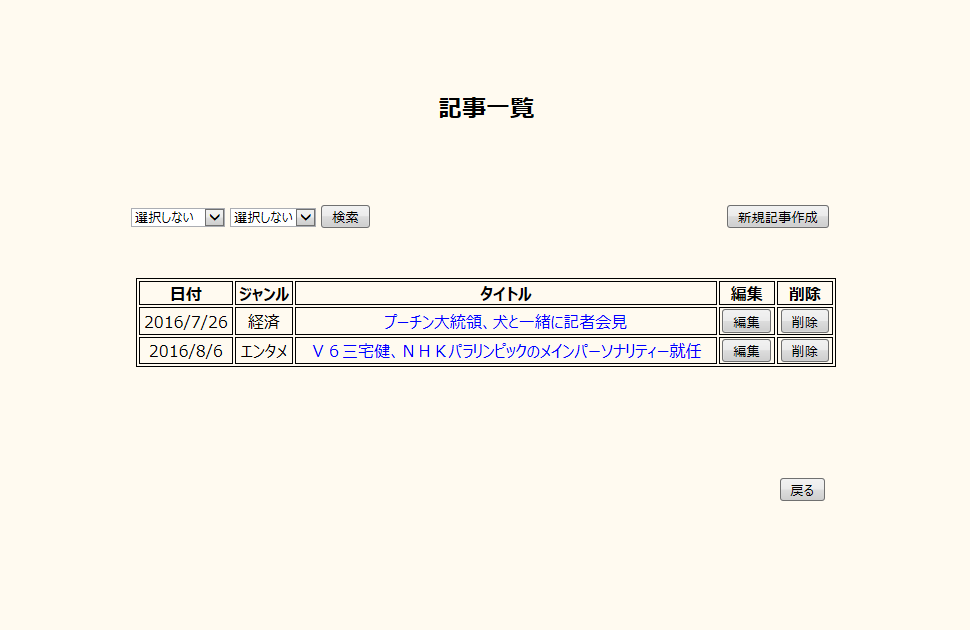 記事一覧
選択しない 選択しない 検索 新規記事作成
日付 ジャンル タイトル 編集 削除
2016/7/26 経済 プーチン大統領、犬と一緒に記者会見 編集 削除
2016/8/6 エンタメ Ｖ６三宅健、ＮＨＫパラリンピックのメインパーソナリティー就任 編集 削除
戻る